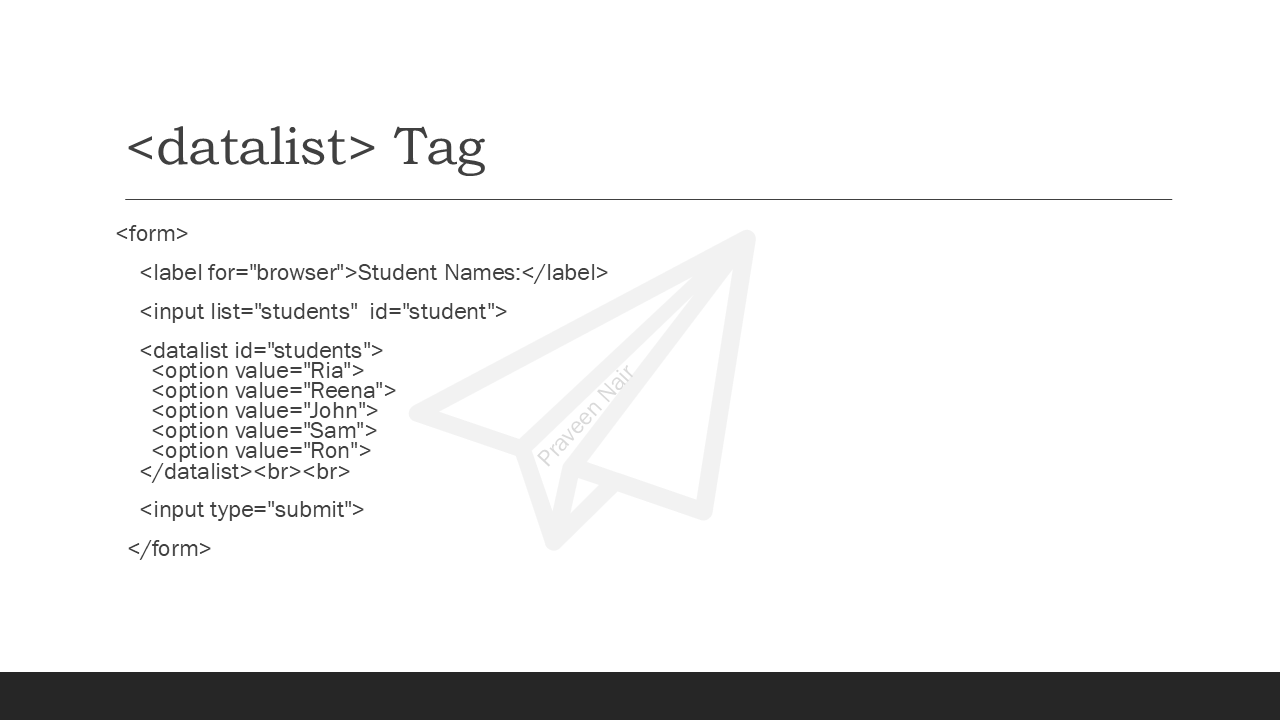 <datalist> Tag
<form>
<label for="browser">Student Names:</label>
<input list="students"  id="student">
<datalist id="students">
<option value="Ria">
<option value="Reena">
<option value="John">
<option value="Sam">
<option value="Ron">
</datalist><br><br>
<input type="submit">
</form>
Praveen Nair